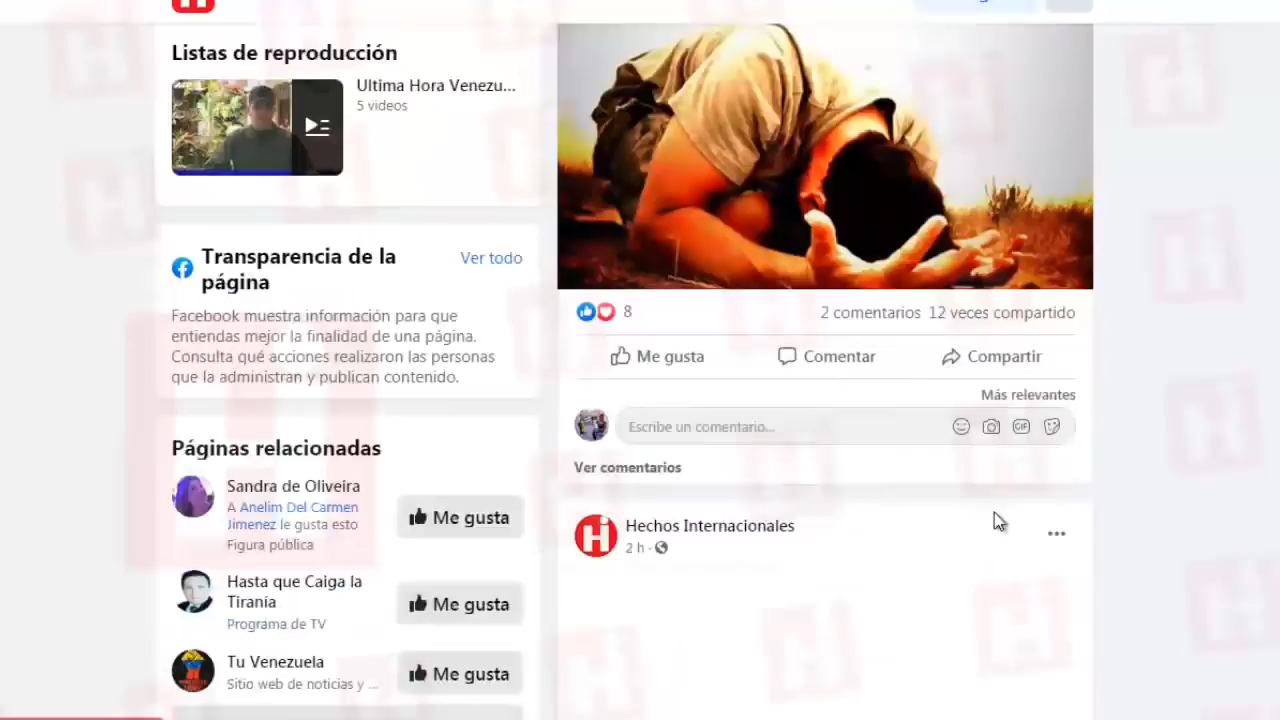 Listas de reproducción
Ultima Hora Venezu...
5 videos
Transparencia de la
página
Ver todo
Facebook muestra información para que
entiendas mejor la finalidad de una página.
Consulta qué acciones realizaron las personas
que la administran y publican contenido.
Páginas relacionadas
Sandra de Oliveira
A Anelim Del Carmen
Jimenez le gusta esto
Figura pública
Me gusta
Hasta que Caiga la
Tiranía
Programa de TV
Me gusta
Tu Venezuela
Sitio web de noticias y ...
Me gusta
8
2 comentarios 12 veces compartido
Me gusta Comentar Compartir
Más relevantes
Escribe un comentario...
GIF
Ver comentarios
Hi
Hechos Internacionales
2 h ·